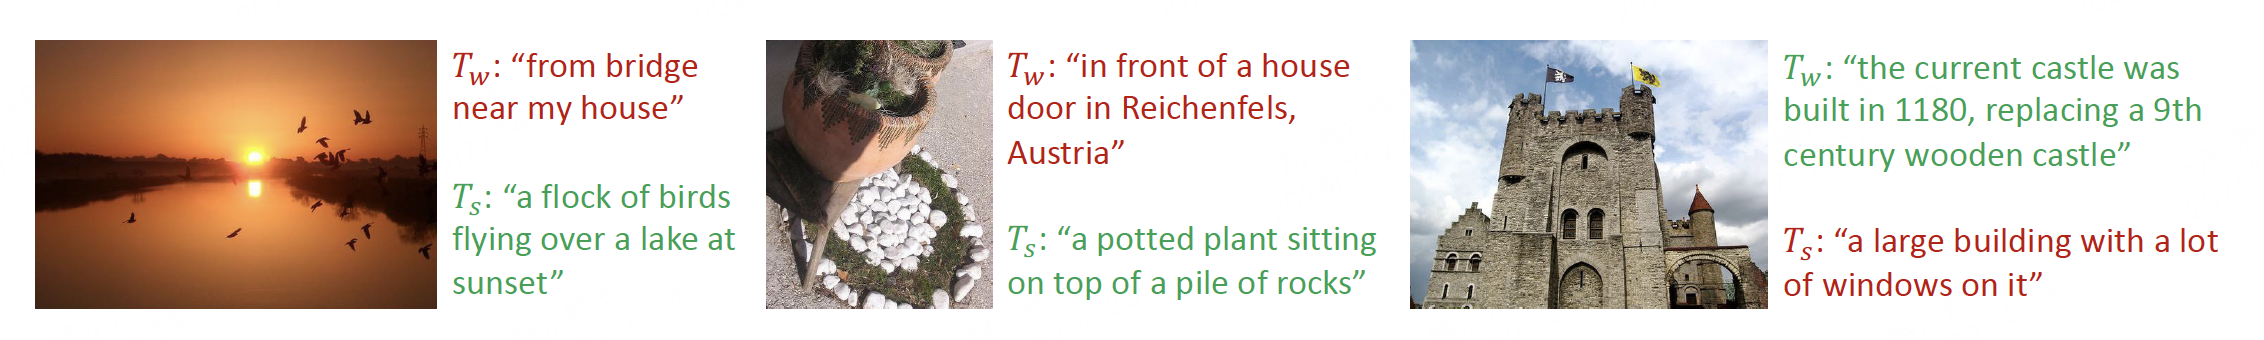 T_w: “from bridge
near my house”
T_s: “a flock of birds
flying over a lake at
sunset”
T_w: “in front of a house
door in Reichenfels,
Austria”
T_s: “a potted plant sitting
on top of a pile of rocks”
T_w: “the current castle was
built in 1180, replacing a 9th
century wooden castle”
T_s: “a large building with a lot
of windows on it”